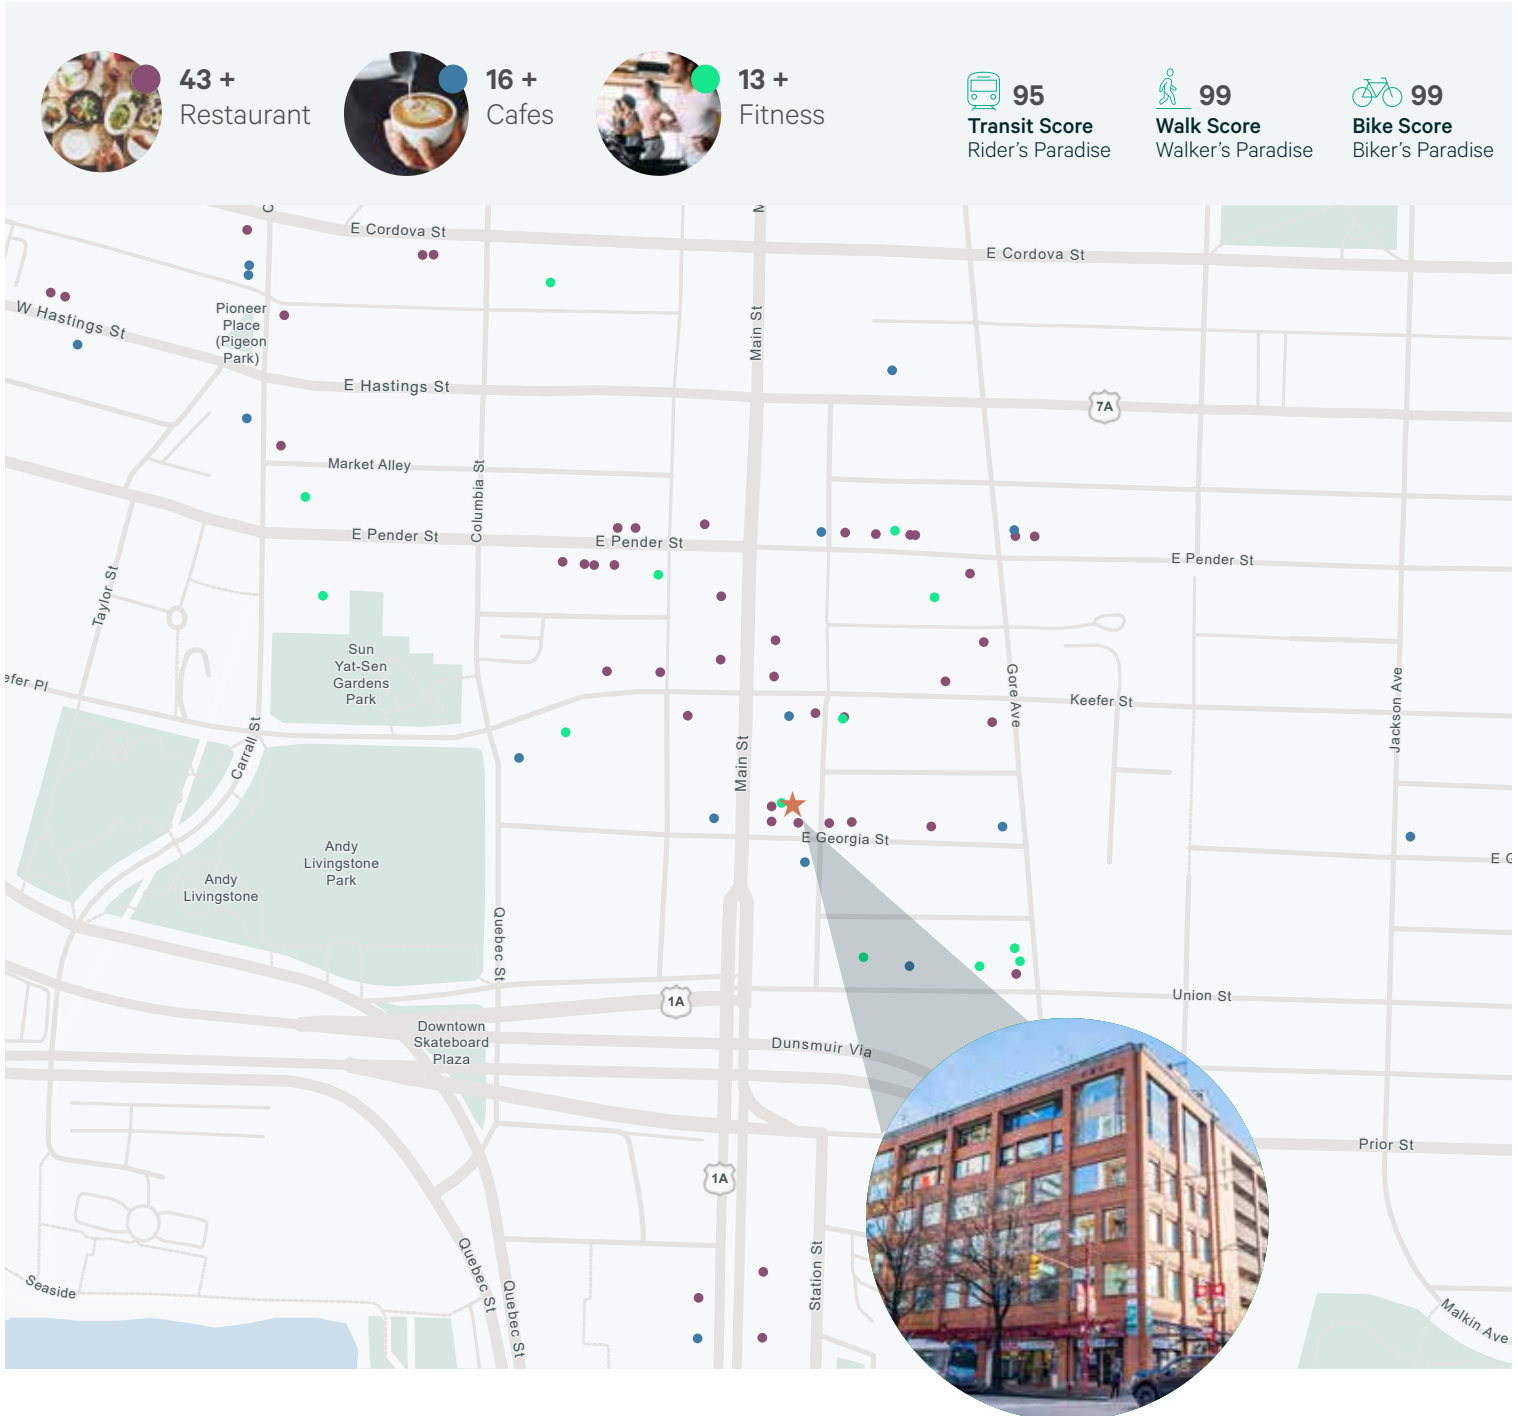 43 +
Restaurant
16 +
Cafes
13 +
Fitness
95
Transit Score
Rider's Paradise
99
Walk Score
Walker's Paradise
99
Bike Score
Biker's Paradise
E Cordova St
E Cordova St
W Hastings St
Pioneer
Place
(Pigeon
Park)
Main St
E Hastings St
7A
Market Alley
Columbia St
E Pender St
E Pender St
E Pender St
Taylor St
Sun
Yat-Sen
Gardens
Park
efer Pl
Gore Ave
Keefer St
Jackson Ave
Carrall St
Main St
E Georgia St
Andy
Livingstone
Park
Andy
Livingstone
Quebec St
1A
Union St
Downtown
Skateboard
Plaza
Dunsmuir Via
Prior St
1A
Station St
Quebec St
Quebec St
Seaside
Malkin Ave